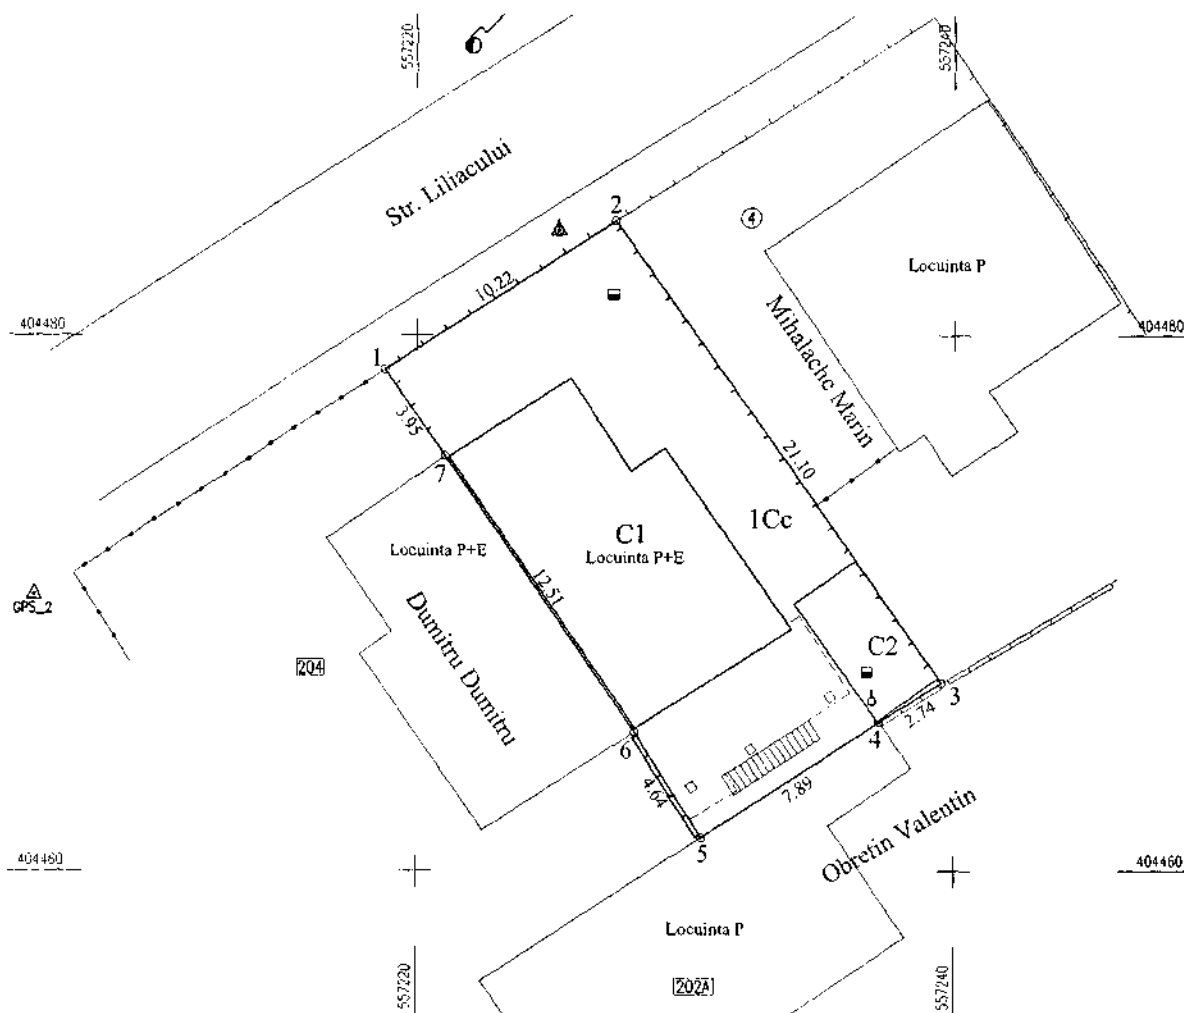 557220
557240
Str. Liliacului
2
4
10.22
Locuinta P
404480
404480
1
Mihalache Marin
3.95
7
21.10
1Cc
C1
Locuinta P+E
Locuinta P+E
12.51
GPS_2
Dumitru Dumitru
204
C2
3
2.74
4
6
4.64
7.89
5
Obretin Valentin
404460
404460
Locuinta P
557220
202A
557240